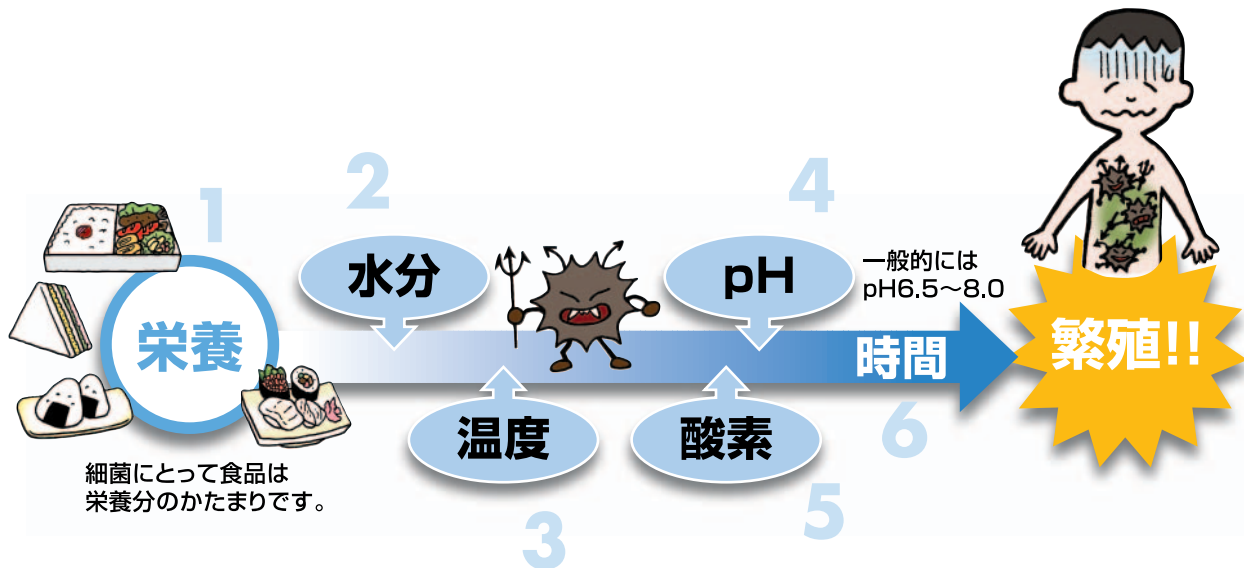 1
栄養
細菌にとって食品は
栄養分のかたまりです。
2
水分
3
温度
4
pH
一般的には
pH6.5〜8.0
5
酸素
6
時間
繁殖!!